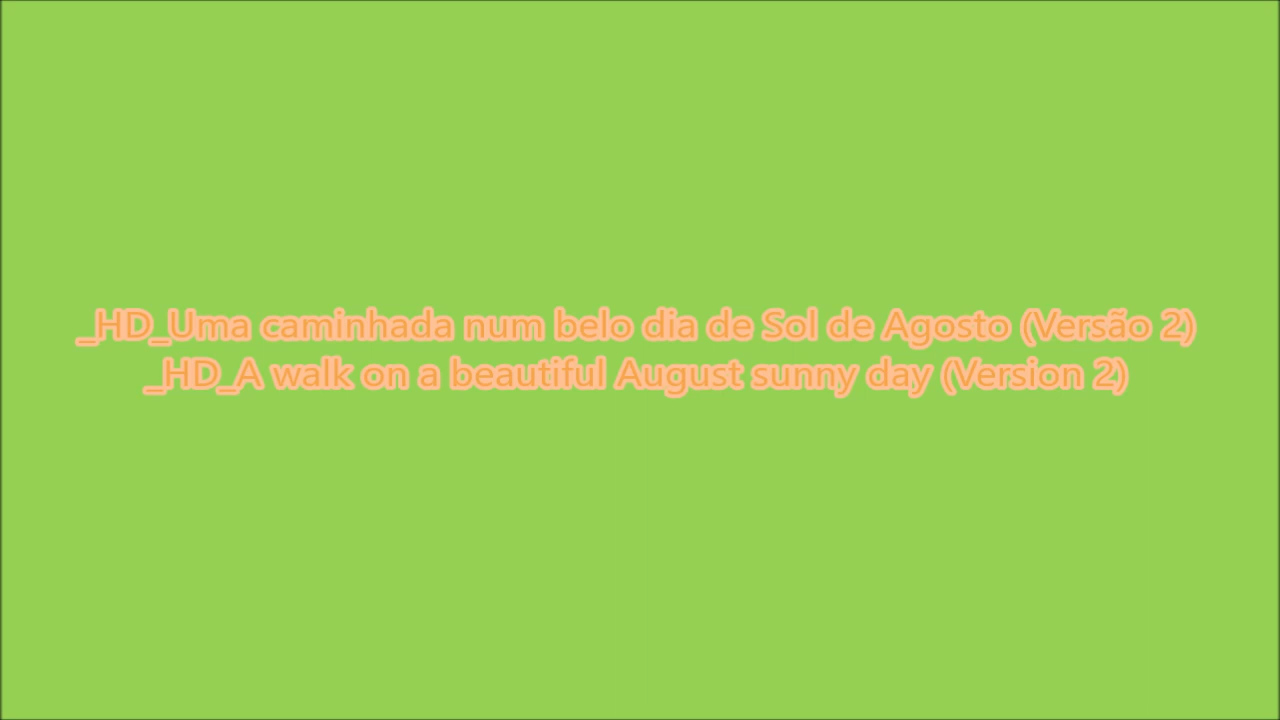 _HD_Uma caminhada num belo dia de Sol de Agosto (Versão 2)
_HD_A walk on a beautiful August sunny day (Version 2)